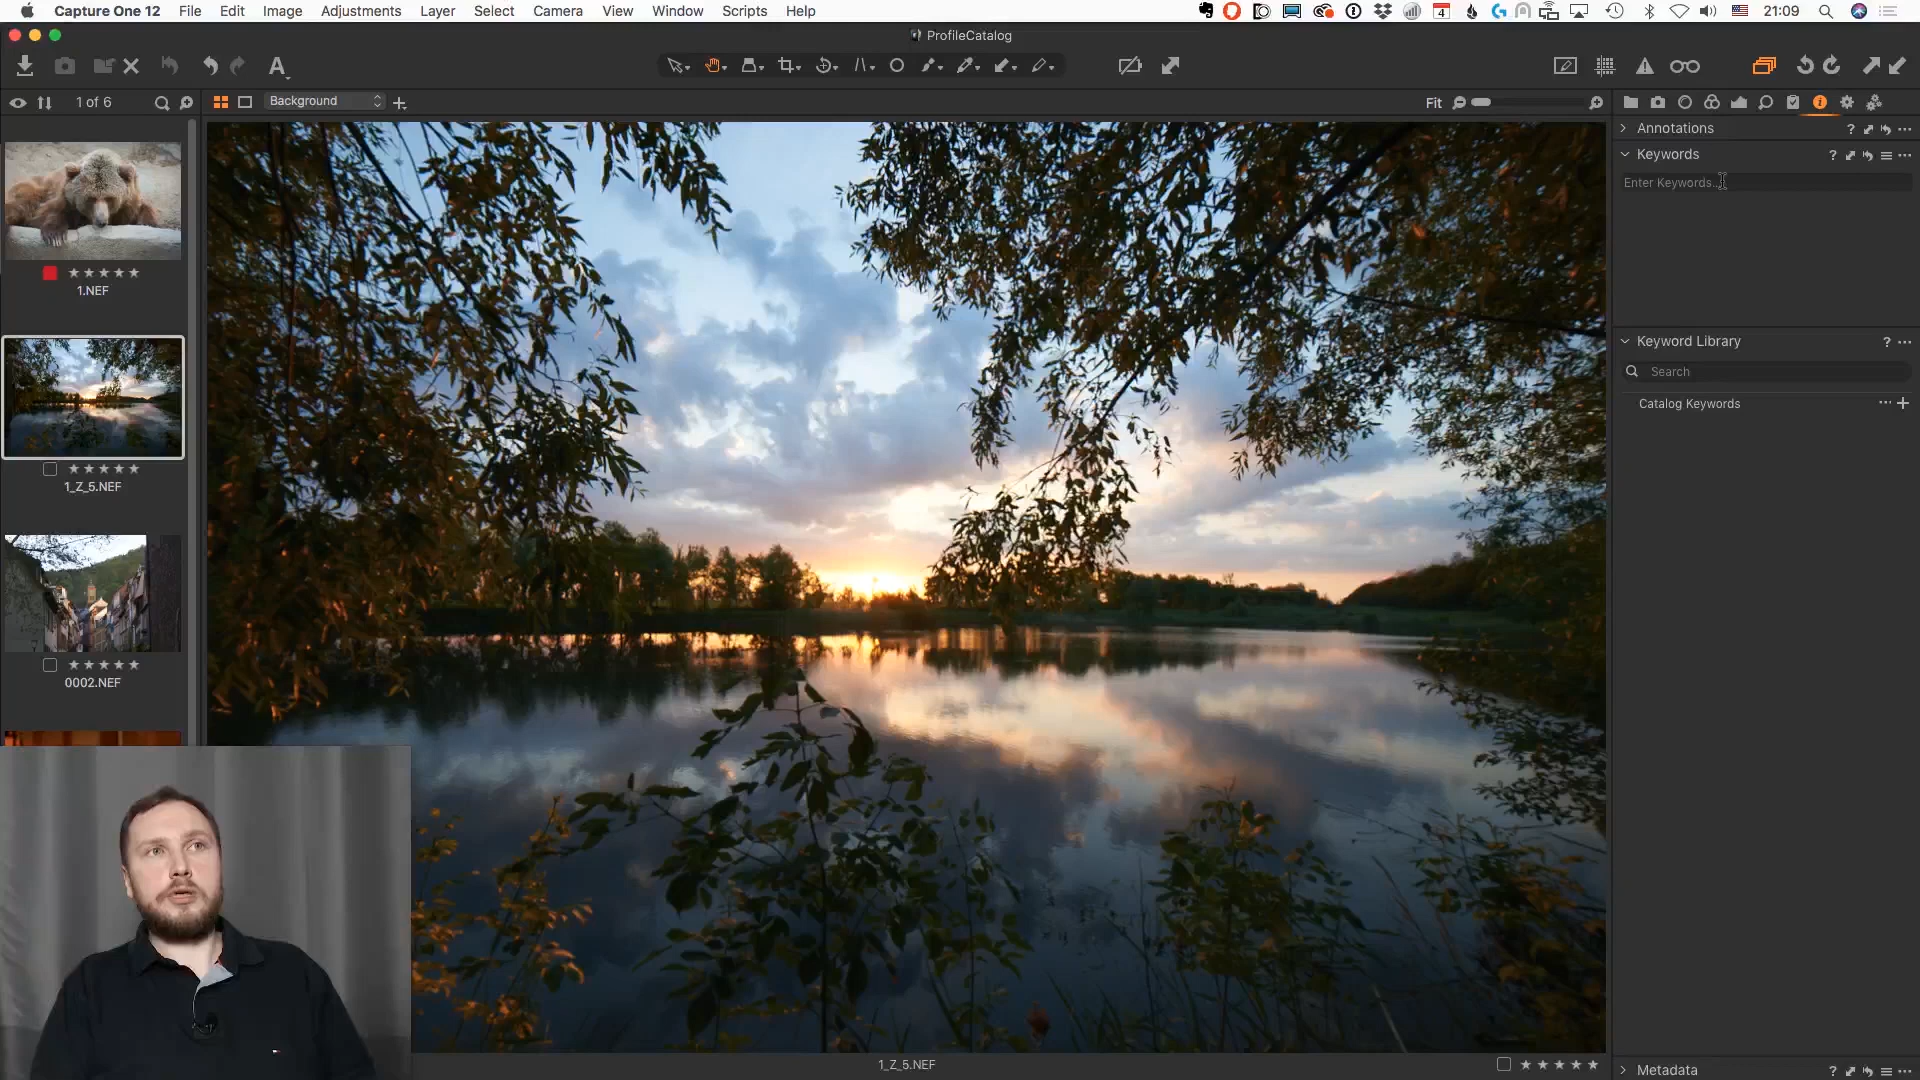 Capture One 12 File Edit Image Adjustments Layer Select Camera View Window Scripts Help 4 21:09
ProfileCatalog
A
1 of 6 Background Fit
Annotations ? ...
Keywords ? ...
Enter Keywords...
1.NEF
Keyword Library ? ...
Search
Catalog Keywords ...
1_Z_5.NEF
0002.NEF
1_Z_5.NEF
Metadata ? ...